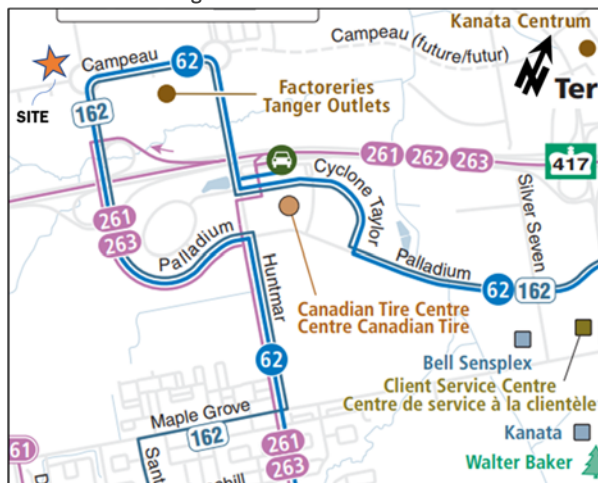 Kanata Centrum
Campeau (future/futur)
Campeau
62
Factoreries
Tanger Outlets
Ter
SITE
162
261 262 263
417
Cyclone Taylor
Silver Seven
261
263
Palladium
Huntmar
Palladium
62 162
Canadian Tire Centre
Centre Canadian Tire
62
Bell Sensplex
Client Service Centre
Centre de service à la clientèle
Maple Grove
162
Kanata
61
261
263
Walter Baker